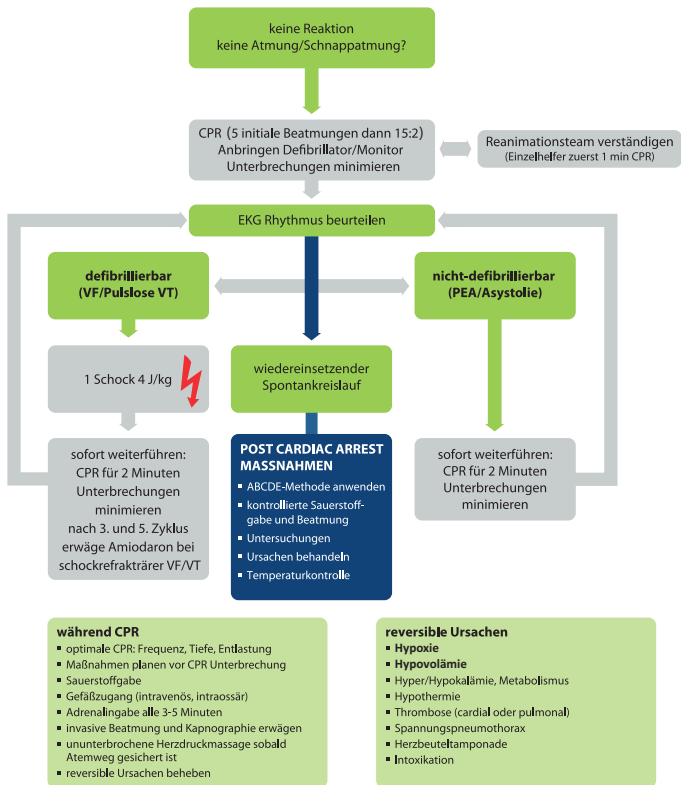 keine Reaktion
keine Atmung/Schnappatmung?
CPR (5 initiale Beatmungen dann 15:2)
Anbringen Defibrillator/Monitor
Unterbrechungen minimieren
Reanimationsteam verständigen
(Einzelhelfer zuerst 1 min CPR)
EKG Rhythmus beurteilen
defibrillierbar
(VF/Pulslose VT)
nicht-defibrillierbar
(PEA/Asystolie)
1 Schock 4 J/kg
wiedereinsetzender
Spontankreislauf
sofort weiterführen:
CPR für 2 Minuten
Unterbrechungen
minimieren
nach 3. und 5. Zyklus
erwäge Amiodaron bei
schockrefrakträrer VF/VT
POST CARDIAC ARREST
MASSNAHMEN
▪ ABCDE-Methode anwenden
▪ kontrollierte Sauerstoff-
gabe und Beatmung
▪ Untersuchungen
▪ Ursachen behandeln
▪ Temperaturkontrolle
sofort weiterführen:
CPR für 2 Minuten
Unterbrechungen
minimieren
während CPR
▪ optimale CPR: Frequenz, Tiefe, Entlastung
▪ Maßnahmen planen vor CPR Unterbrechung
▪ Sauerstoffgabe
▪ Gefäßzugang (intravenös, intraossär)
▪ Adrenalingabe alle 3-5 Minuten
▪ invasive Beatmung und Kapnographie erwägen
▪ ununterbrochene Herzdruckmassage sobald
Atemweg gesichert ist
▪ reversible Ursachen beheben
reversible Ursachen
▪ Hypoxie
▪ Hypovolämie
▪ Hyper/Hypokalämie, Metabolismus
▪ Hypothermie
▪ Thrombose (cardial oder pulmonal)
▪ Spannungspneumothorax
▪ Herzbeuteltamponade
▪ Intoxikation